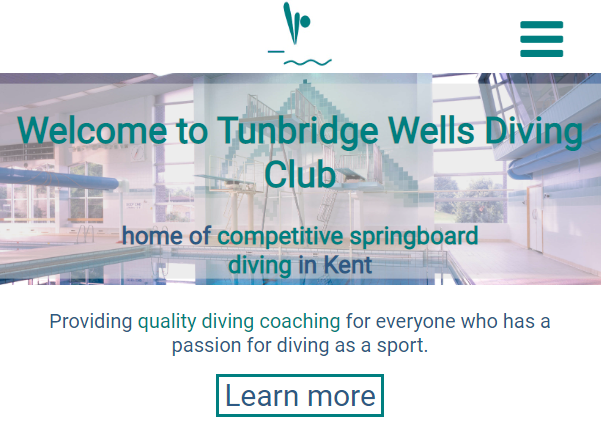 Welcome to Tunbridge Wells Diving
Club
home of competitive springboard
diving in Kent
Providing quality diving coaching for everyone who has a
passion for diving as a sport.
Learn more